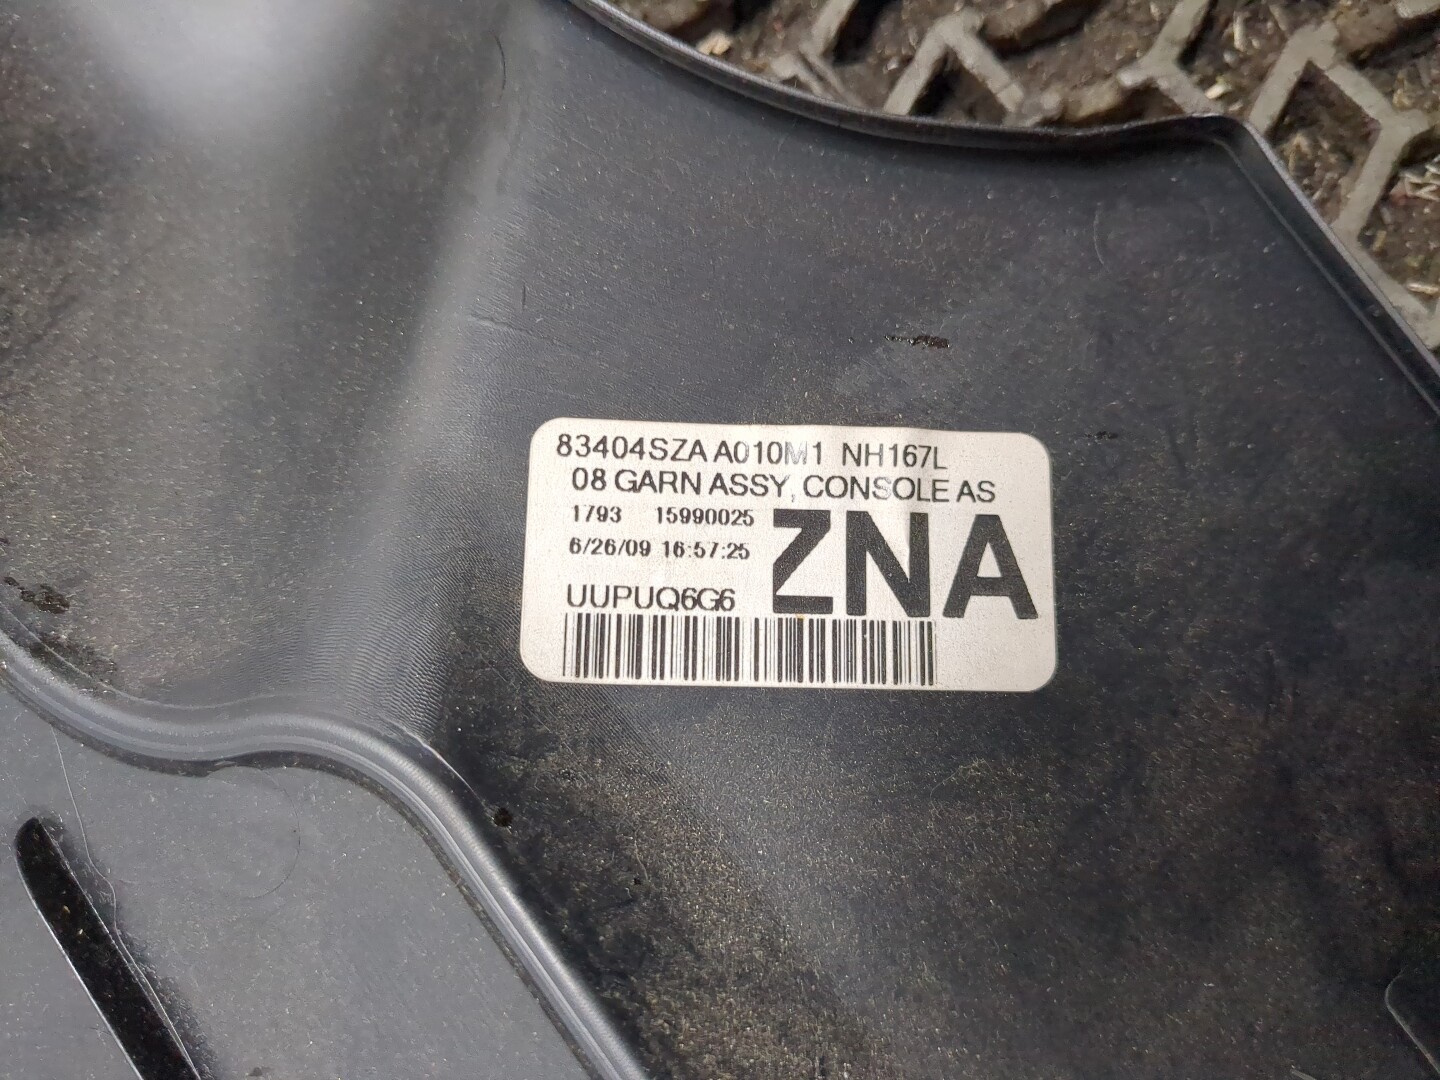 83404SZA A010M1 NH167L
08 GARN ASSY, CONSOLE AS
1793 15990025
6/26/09 16:57:25
ZNA
UUPUQ6G6